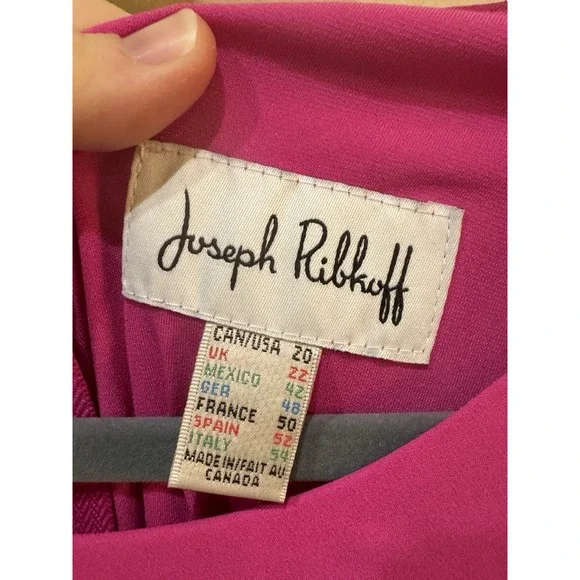 Joseph Ribkoff
CAN/USA 20
UK 22
MEXICO 42
GER 48
FRANCE 50
SPAIN 52
ITALY 54
MADE IN/FAIT AU
CANADA